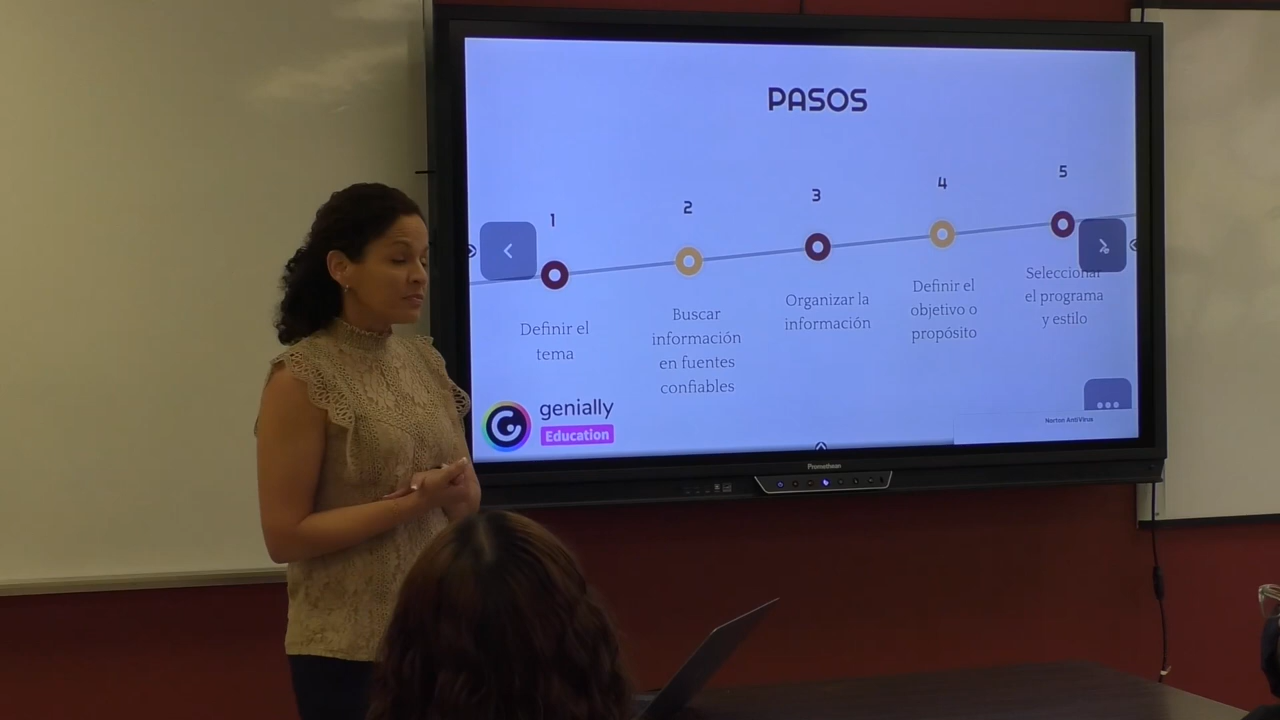 PASOS
1
Definir el
tema
2
Buscar
información
en fuentes
confiables
3
Organizar la
información
4
Definir el
objetivo o
propósito
5
Seleccionar
el programa
y estilo
genially
Education
Norton AntiVirus
Promethean